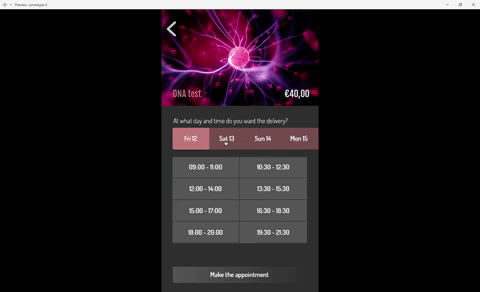 Preview - prototype 4
DNA test €40,00
At what day and time do you want the delivery?
Fri 12 Sat 13 Sun 14 Mon 15
09:00 - 11:00 10:30 - 12:30
12:00 - 14:00 13:30 - 15:30
15:00 - 17:00 16:30 - 18:30
18:00 - 20:00 19:30 - 21:30
Make the appointment